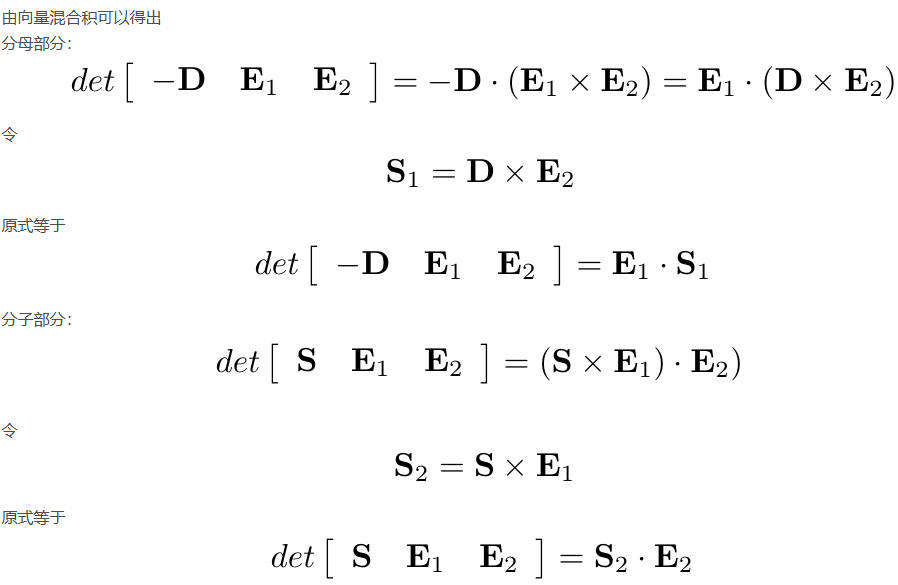 由向量混合积可以得出
分母部分：
det [ −D E₁ E₂ ] = −D · (E₁ × E₂) = E₁ · (D × E₂)
令
S₁ = D × E₂
原式等于
det [ −D E₁ E₂ ] = E₁ · S₁
分子部分：
det [ S E₁ E₂ ] = (S × E₁) · E₂)
令
S₂ = S × E₁
原式等于
det [ S E₁ E₂ ] = S₂ · E₂